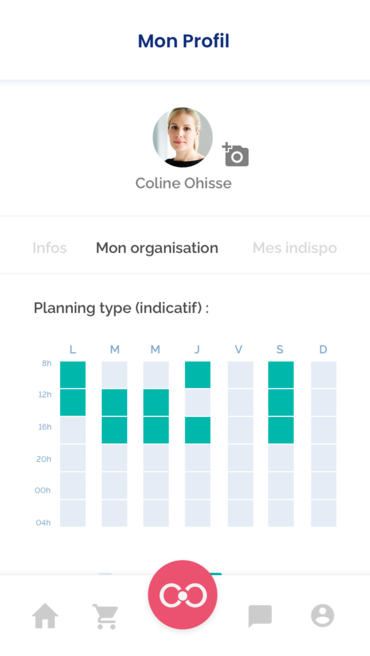 Mon Profil
Coline Ohisse
Infos Mon organisation Mes indispo
Planning type (indicatif) :
L M M J V S D
8h
12h
16h
20h
00h
04h